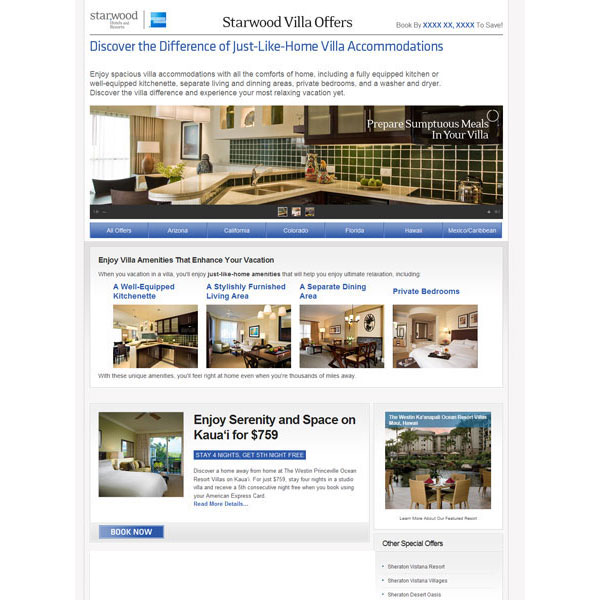 starwood
Hotels and
Resorts
Starwood Villa Offers
Book By XXXX XX, XXXX To Save!
Discover the Difference of Just-Like-Home Villa Accommodations
Enjoy spacious villa accommodations with all the comforts of home, including a fully equipped kitchen or
well-equipped kitchenette, separate living and dinning areas, private bedrooms, and a washer and dryer.
Discover the villa difference and experience your most relaxing vacation yet.
Prepare Sumptuous Meals
In Your Villa
All Offers
Arizona
California
Colorado
Florida
Hawaii
Mexico/Caribbean
Enjoy Villa Amenities That Enhance Your Vacation
When you vacation in a villa, you'll enjoy just-like-home amenities that will help you enjoy ultimate relaxation, including:
A Well-Equipped
Kitchenette
A Stylishly Furnished
Living Area
A Separate Dining
Area
Private Bedrooms
With these unique amenities, you'll feel right at home even when you're thousands of miles away.
Enjoy Serenity and Space on
Kaua'i for $759
STAY 4 NIGHTS, GET 5TH NIGHT FREE
Discover a home away from home at The Westin Princeville Ocean
Resort Villas on Kaua'i. For just $759, stay four nights in a studio
villa and receve a 5th consecutive night free when you book using
your American Express Card.
Read More Details...
BOOK NOW
The Westin Ka'anapali Ocean Resort Villas
Maui, Hawaii
Learn More About Our Featured Resort
Other Special Offers
• Sheraton Vistana Resort
• Sheraton Vistana Villages
• Sheraton Desert Oasis